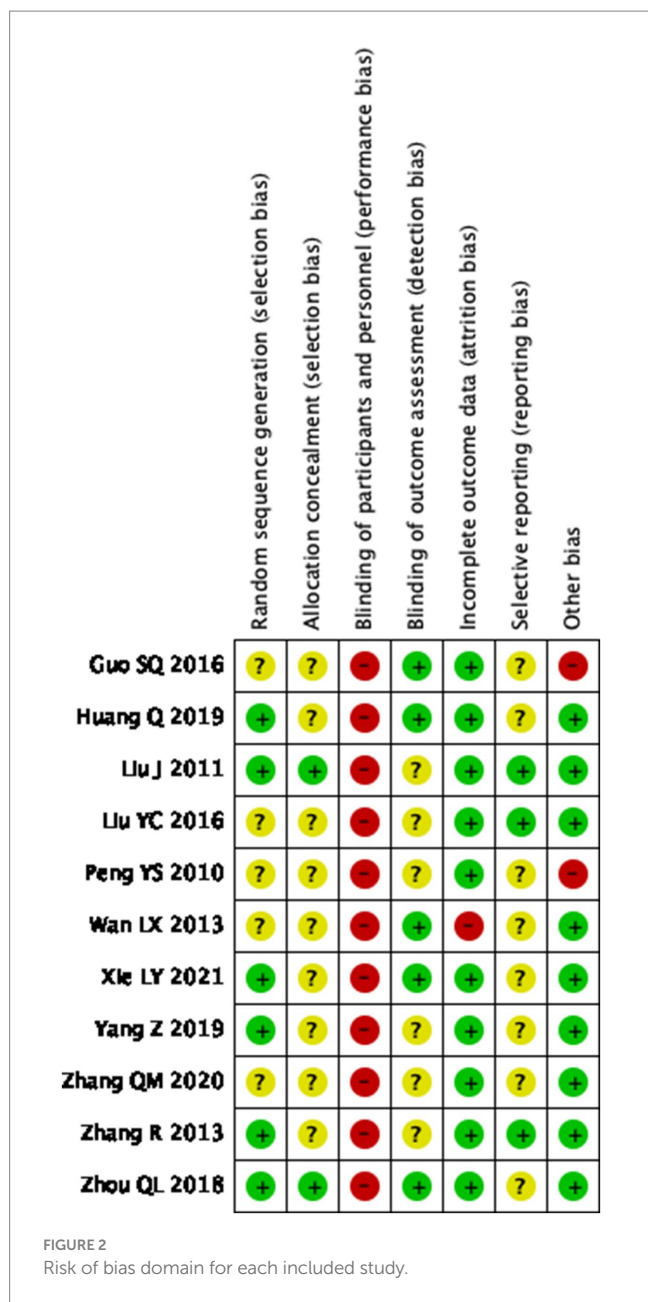 Random sequence generation (selection bias)
Allocation concealment (selection bias)
Blinding of participants and personnel (performance bias)
Blinding of outcome assessment (detection bias)
Incomplete outcome data (attrition bias)
Selective reporting (reporting bias)
Other bias
Guo SQ 2016 ? ? - + + ? -
Huang Q 2019 + ? - + + ? +
Liu J 2011 + + - ? + + +
Liu YC 2016 ? ? - ? + + +
Peng YS 2010 ? ? - ? + ? -
Wan LX 2013 ? ? - + - ? +
Xie LY 2021 + ? - + + ? +
Yang Z 2019 + ? - ? + ? +
Zhang QM 2020 ? ? - ? + ? +
Zhang R 2013 + ? - ? + + +
Zhou QL 2018 + + - + + ? +
FIGURE 2
Risk of bias domain for each included study.